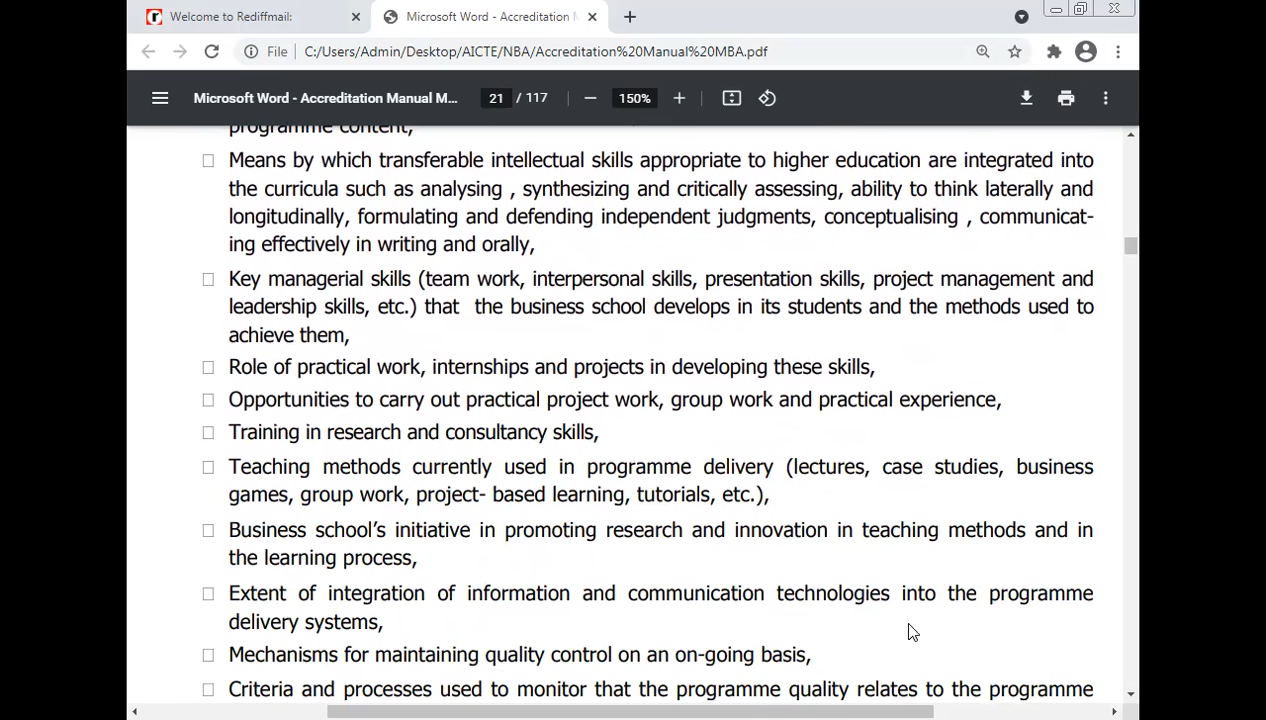 Welcome to Rediffmail:
Microsoft Word - Accreditation M
File C:/Users/Admin/Desktop/AICTE/NBA/Accreditation%20Manual%20MBA.pdf
Microsoft Word - Accreditation Manual M... 21 / 117 150%
programme content,
Means by which transferable intellectual skills appropriate to higher education are integrated into
the curricula such as analysing , synthesizing and critically assessing, ability to think laterally and
longitudinally, formulating and defending independent judgments, conceptualising , communicat-
ing effectively in writing and orally,
Key managerial skills (team work, interpersonal skills, presentation skills, project management and
leadership skills, etc.) that the business school develops in its students and the methods used to
achieve them,
Role of practical work, internships and projects in developing these skills,
Opportunities to carry out practical project work, group work and practical experience,
Training in research and consultancy skills,
Teaching methods currently used in programme delivery (lectures, case studies, business
games, group work, project- based learning, tutorials, etc.),
Business school’s initiative in promoting research and innovation in teaching methods and in
the learning process,
Extent of integration of information and communication technologies into the programme
delivery systems,
Mechanisms for maintaining quality control on an on-going basis,
Criteria and processes used to monitor that the programme quality relates to the programme